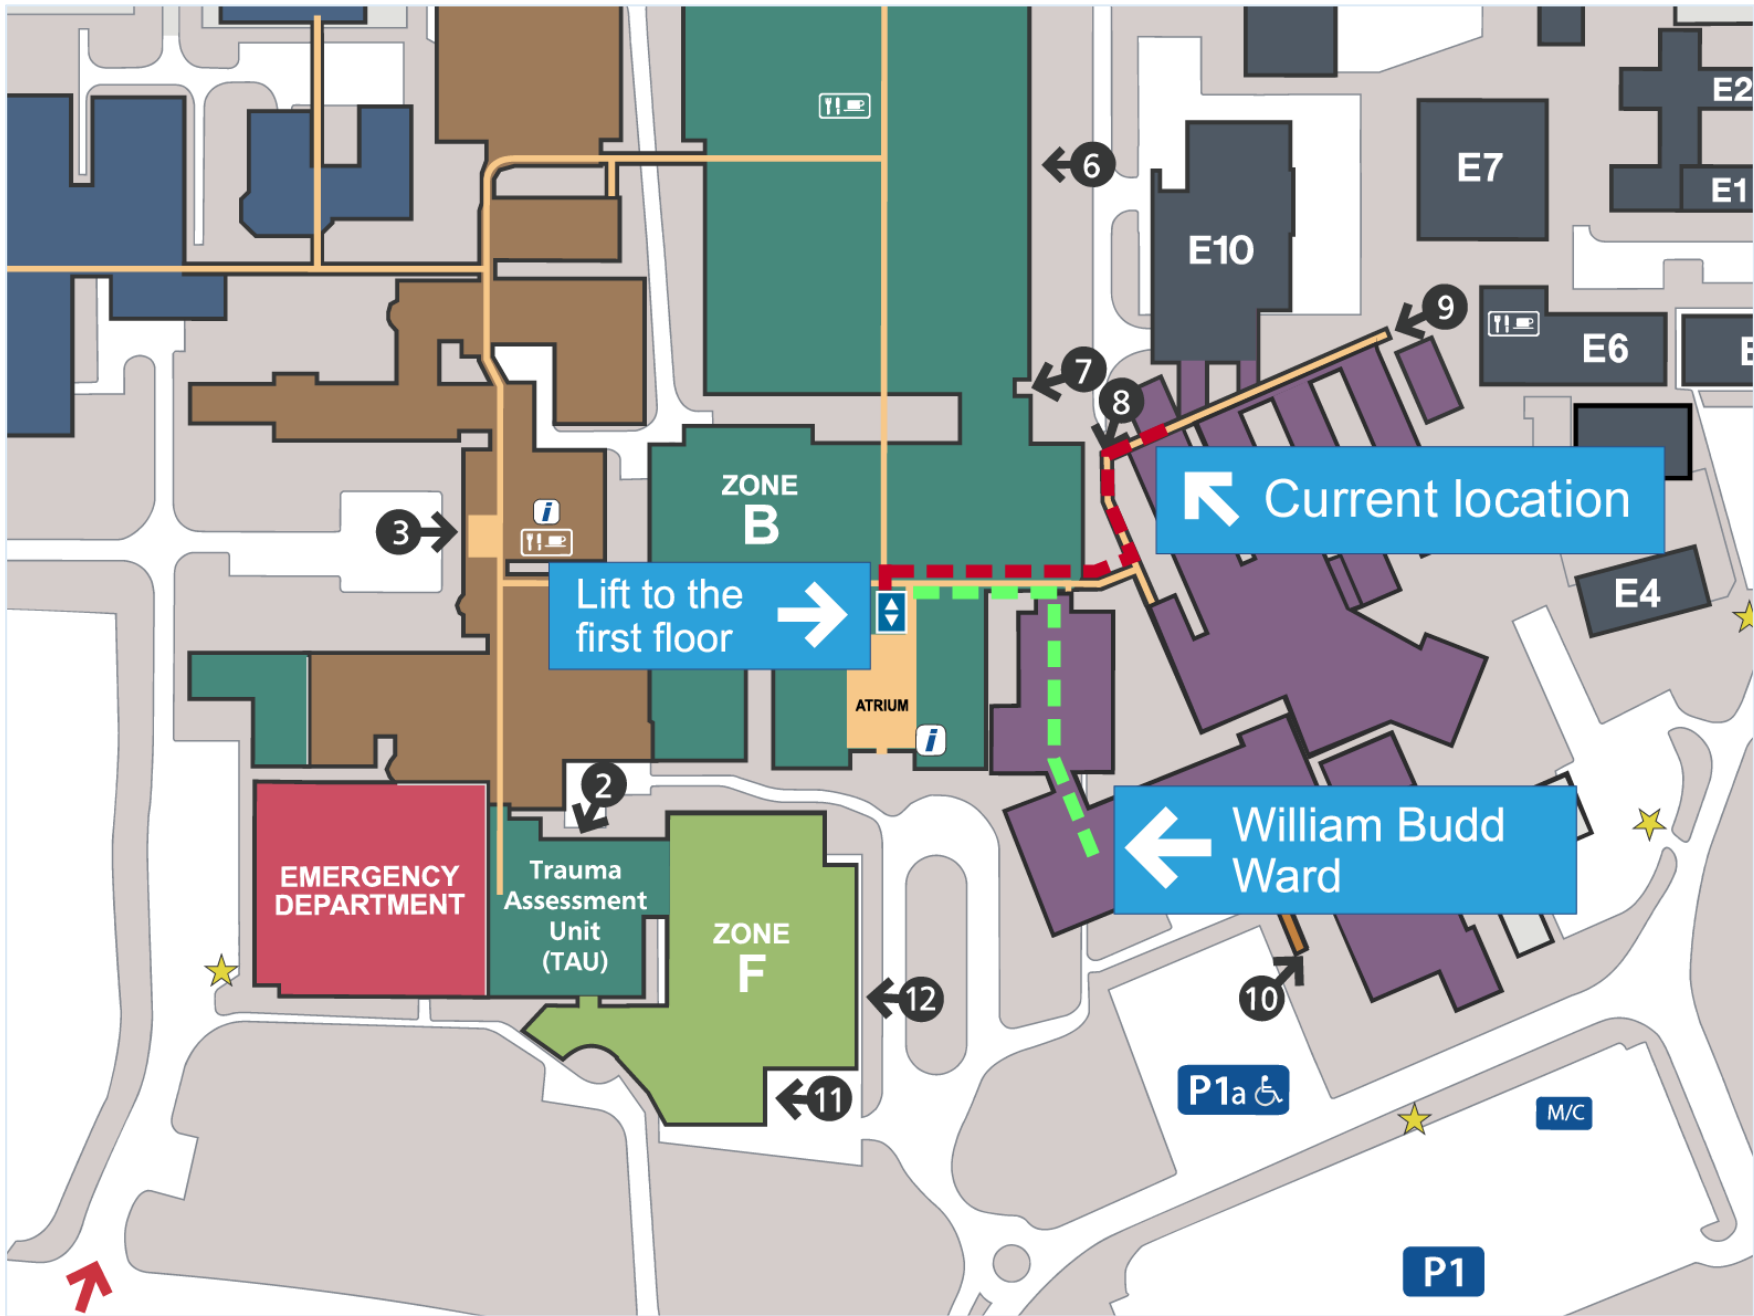 E2
6
E7
E1
E10
9
E6
7
8
ZONE
B
Current location
3
Lift to the
first floor
E4
ATRIUM
2
EMERGENCY
DEPARTMENT
Trauma
Assessment
Unit
(TAU)
William Budd
Ward
ZONE
F
12
10
11
P1a
M/C
P1